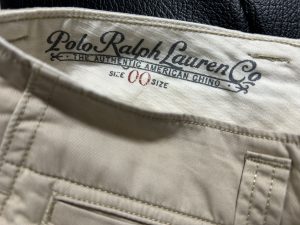 Polo Ralph Lauren Co
THE AUTHENTIC AMERICAN CHINO
SIZE 00 SIZE